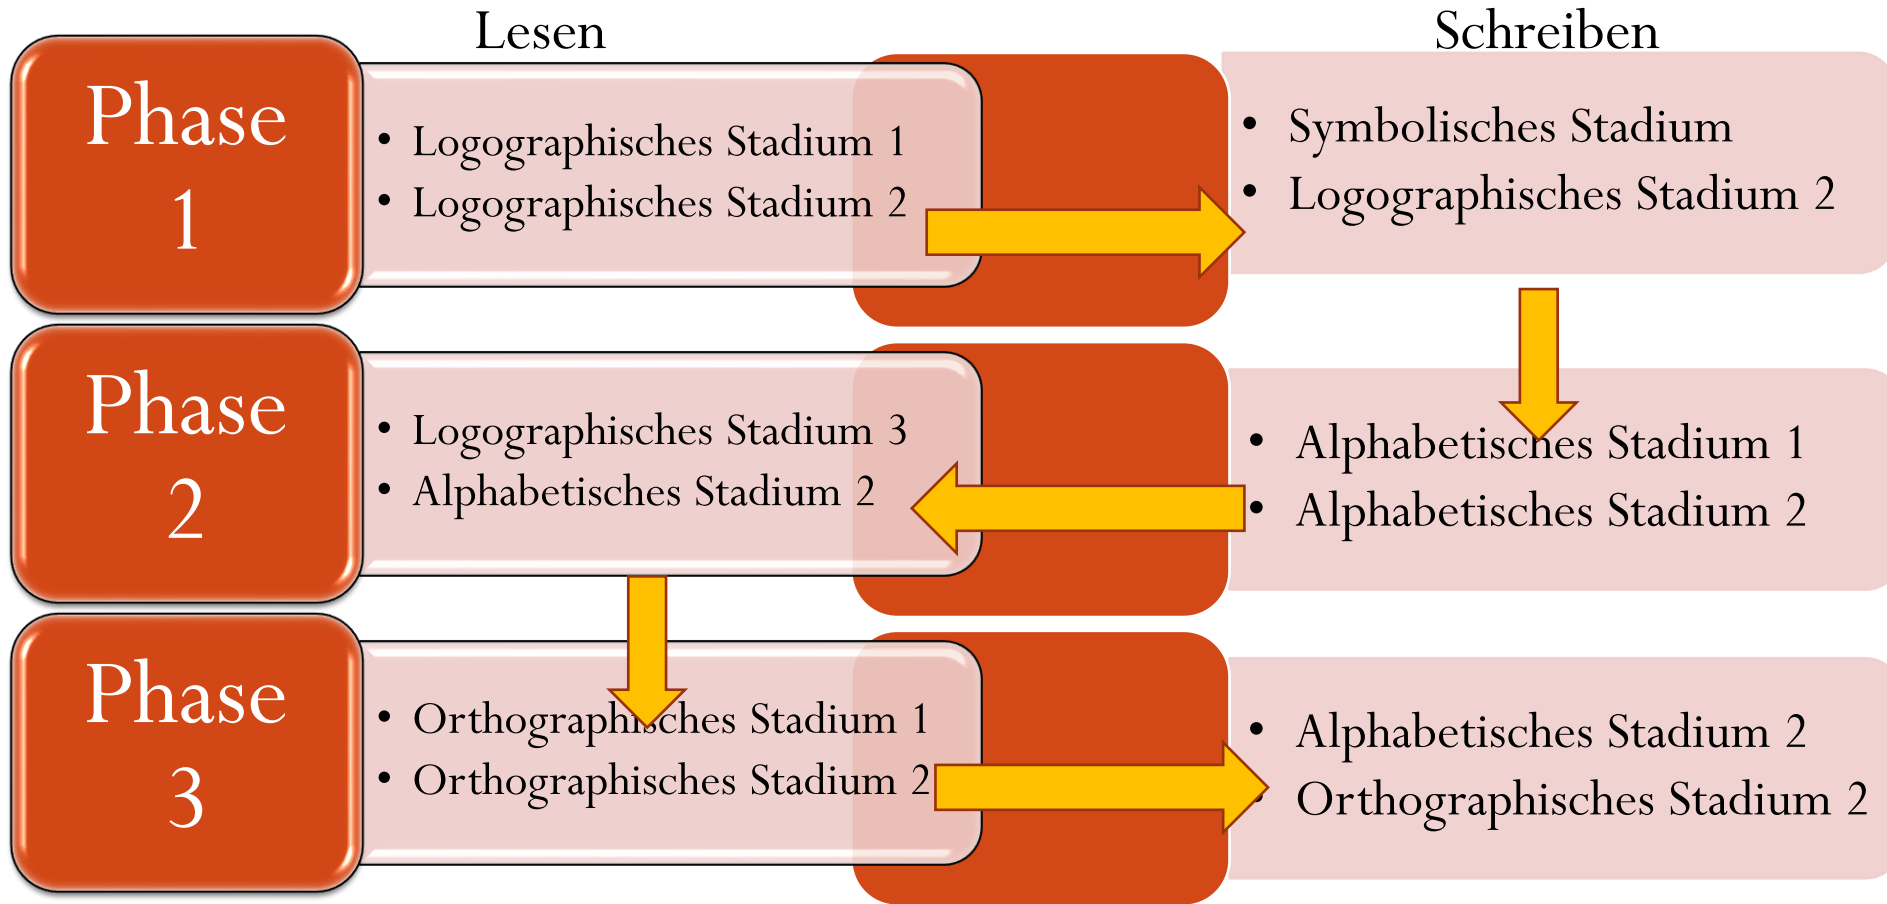 Lesen
Schreiben
Phase
1
• Logographisches Stadium 1
• Logographisches Stadium 2
• Symbolisches Stadium
• Logographisches Stadium 2
Phase
2
• Logographisches Stadium 3
• Alphabetisches Stadium 2
• Alphabetisches Stadium 1
• Alphabetisches Stadium 2
Phase
3
• Orthographisches Stadium 1
• Orthographisches Stadium 2
• Alphabetisches Stadium 2
• Orthographisches Stadium 2